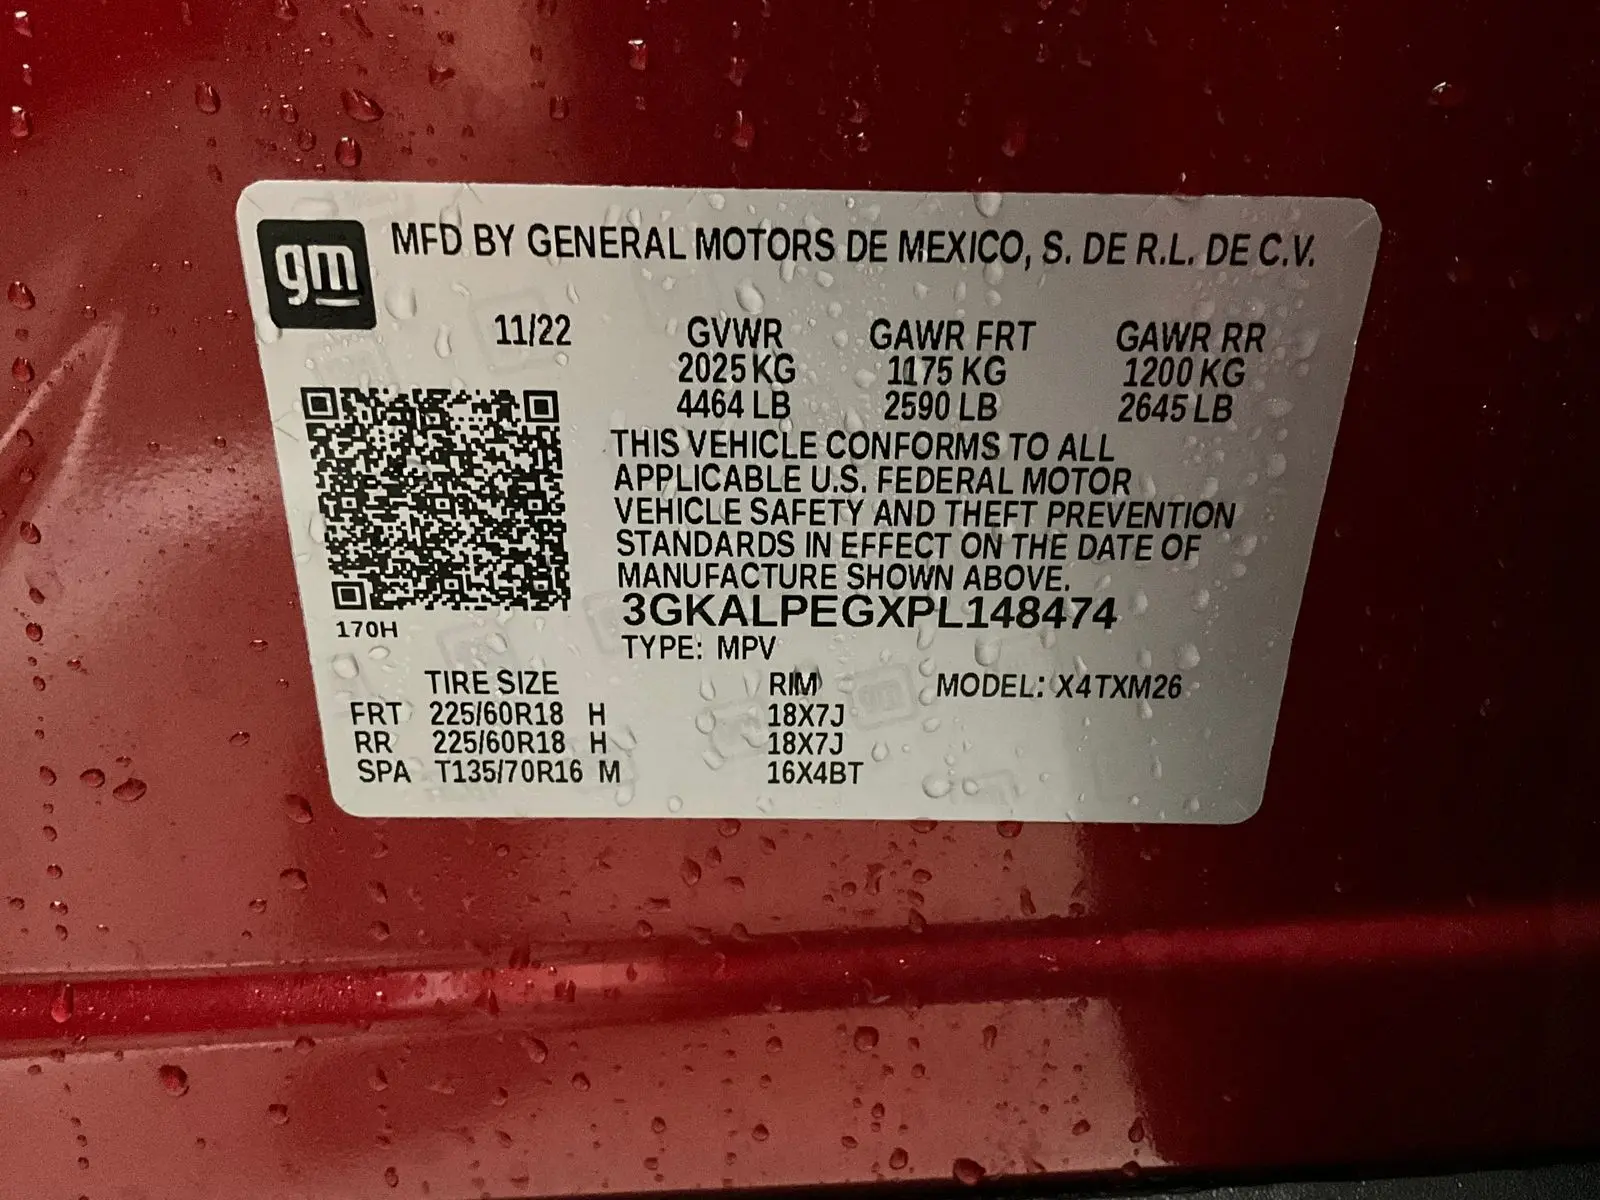 gm
MFD BY GENERAL MOTORS DE MEXICO, S. DE R.L. DE C.V.
11/22 GVWR GAWR FRT GAWR RR
2025 KG 1175 KG 1200 KG
4464 LB 2590 LB 2645 LB
THIS VEHICLE CONFORMS TO ALL
APPLICABLE U.S. FEDERAL MOTOR
VEHICLE SAFETY AND THEFT PREVENTION
STANDARDS IN EFFECT ON THE DATE OF
MANUFACTURE SHOWN ABOVE.
3GKALPEGXPL148474
170H
TYPE: MPV
TIRE SIZE RIM MODEL: X4TXM26
FRT 225/60R18 H 18X7J
RR 225/60R18 H 18X7J
SPA T135/70R16 M 16X4BT